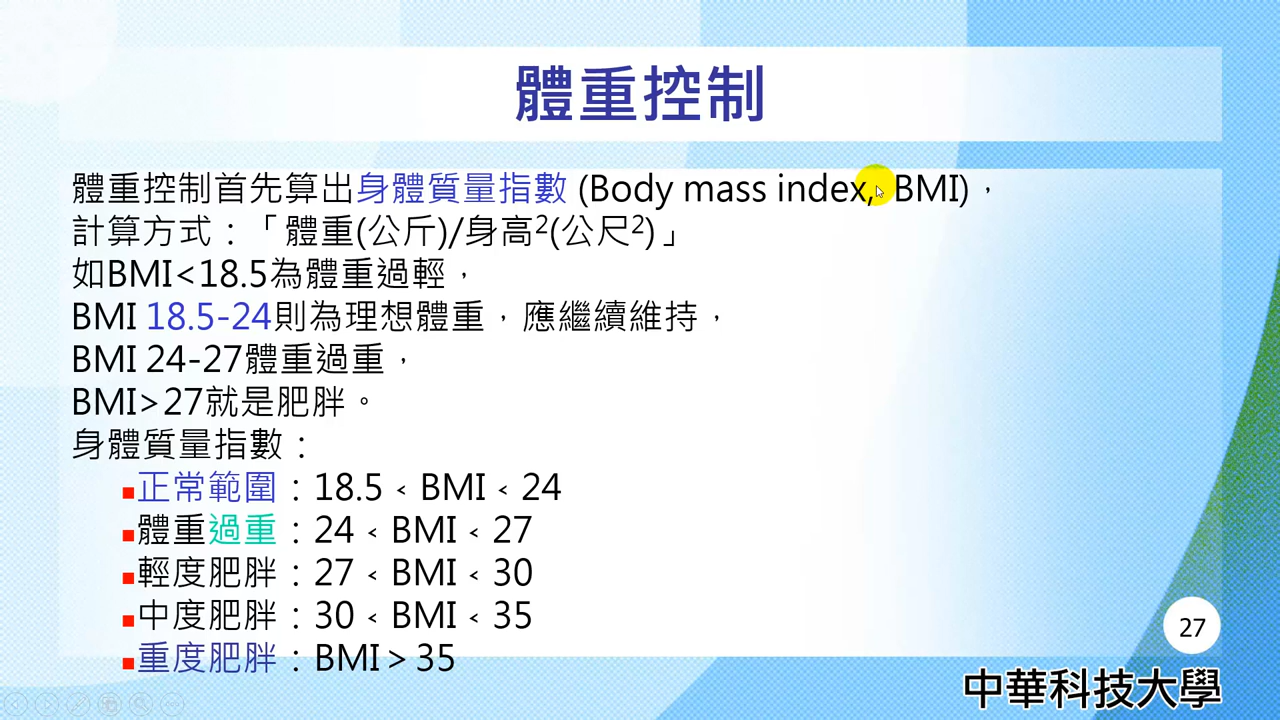 體重控制
體重控制首先算出身體質量指數 (Body mass index, BMI)，
計算方式：「體重(公斤)/身高²(公尺²)」
如BMI<18.5為體重過輕，
BMI 18.5-24則為理想體重，應繼續維持，
BMI 24-27體重過重，
BMI>27就是肥胖。
身體質量指數：
■正常範圍：18.5﹤BMI﹤24
■體重過重：24﹤BMI﹤27
■輕度肥胖：27﹤BMI﹤30
■中度肥胖：30﹤BMI﹤35
■重度肥胖：BMI＞35
27
中華科技大學